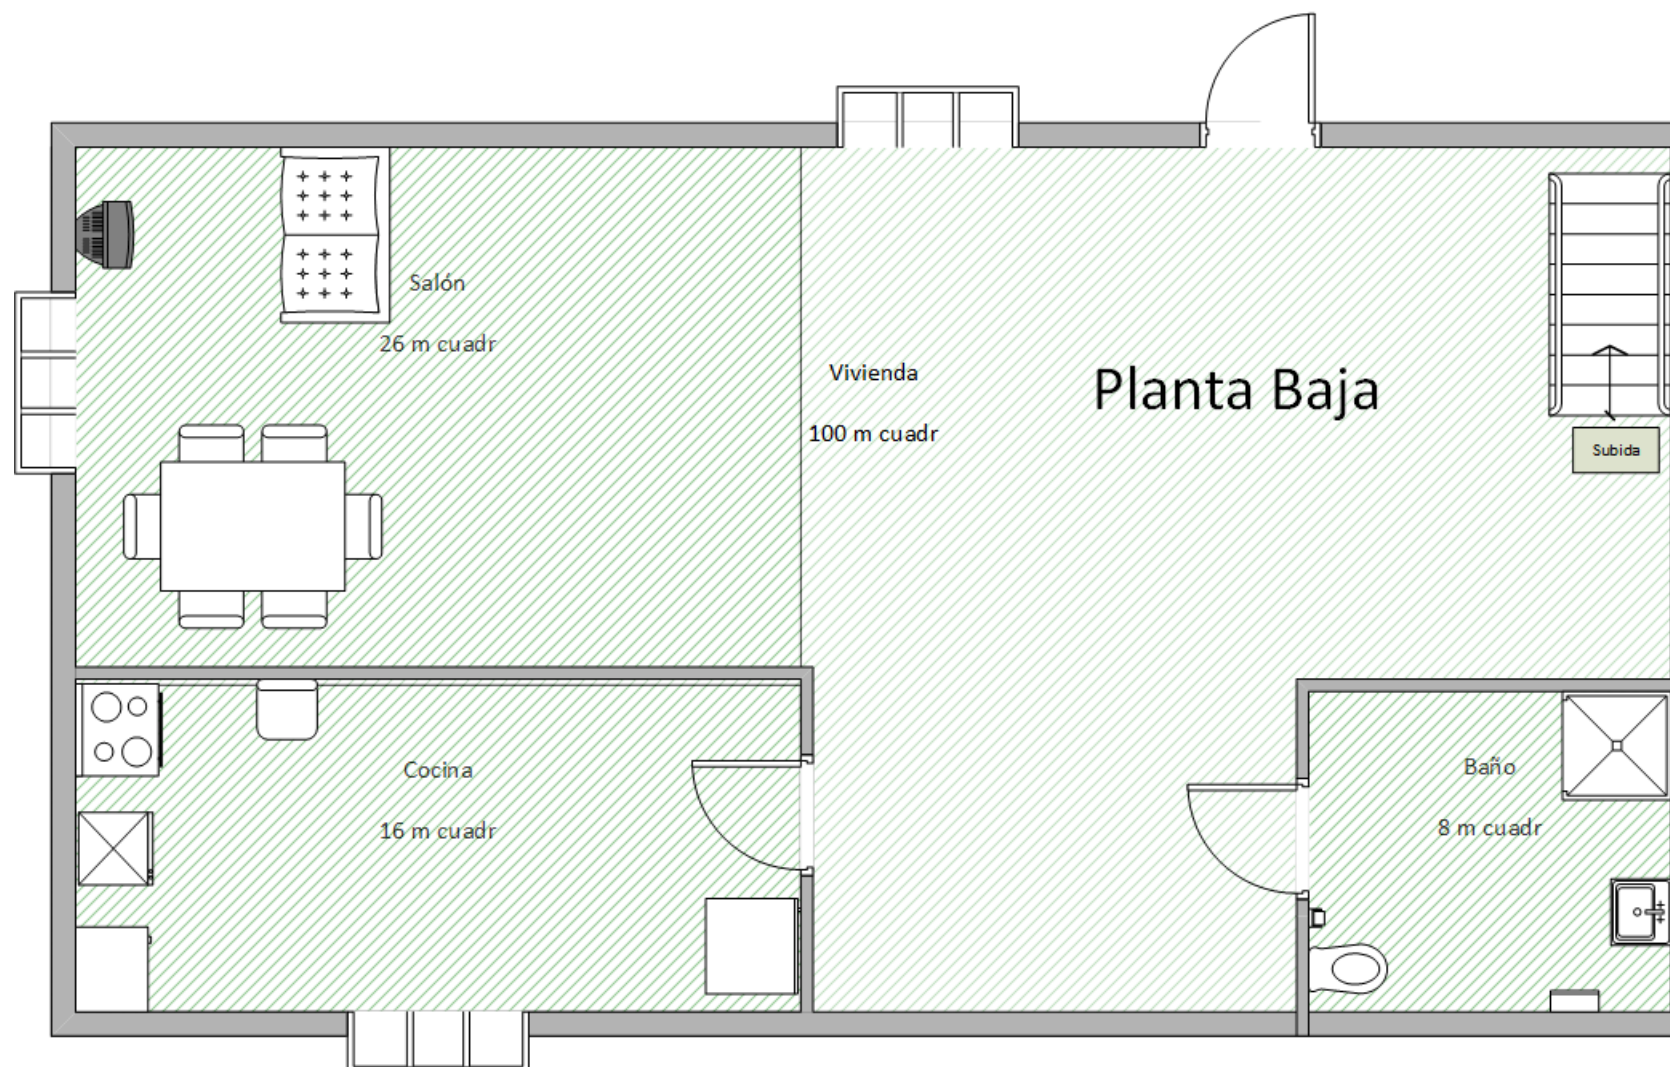 Salón
26 m cuadr
Vivienda
100 m cuadr
Planta Baja
Subida
Cocina
16 m cuadr
Baño
8 m cuadr